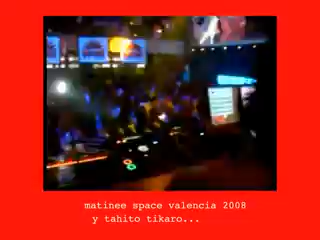 matinee space valencia 2008
y tahito tikaro...